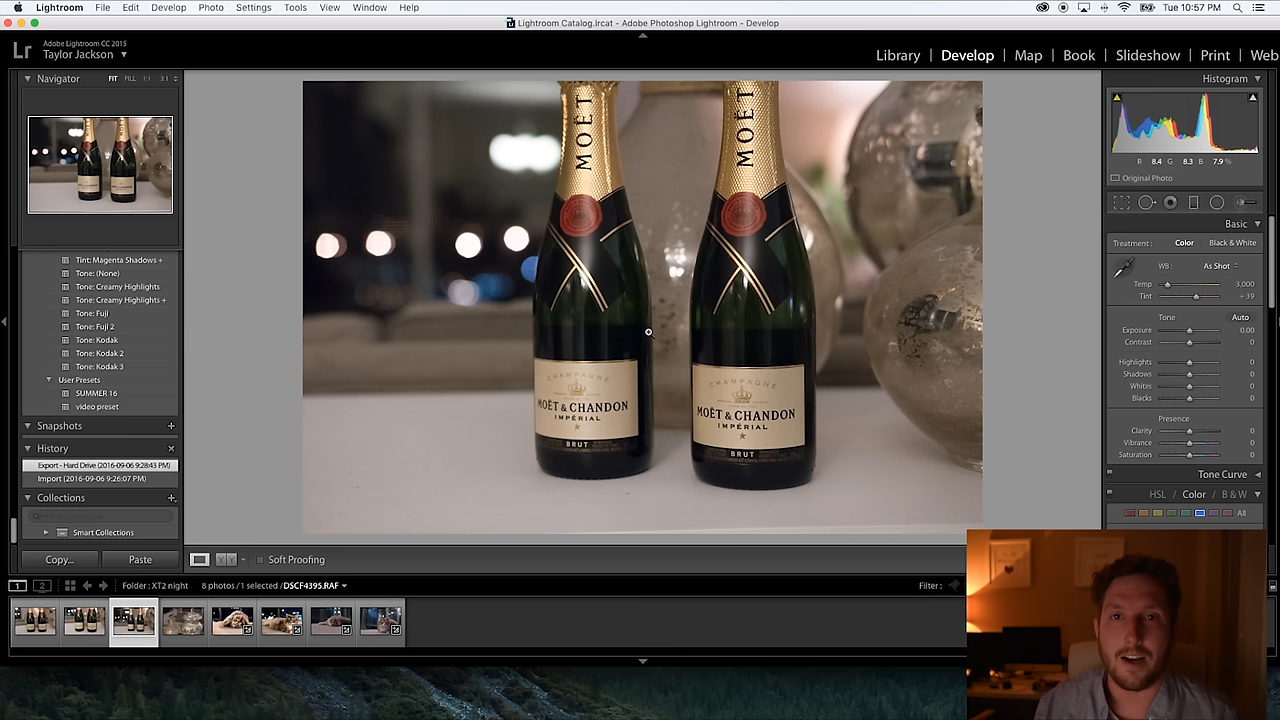 Lightroom File Edit Develop Photo Settings Tools View Window Help Tue 10:57 PM
Lightroom Catalog.lrcat - Adobe Photoshop Lightroom - Develop
Lr Adobe Lightroom CC 2015
Taylor Jackson
Library | Develop | Map | Book | Slideshow | Print | Web
Navigator FIT FILL 1:1 3:1
Histogram
R 8.4 G 8.3 B 7.9 %
Original Photo
Basic
Treatment: Color Black & White
WB: As Shot
Temp 3,000
Tint + 39
Tone Auto
Exposure 0.00
Contrast 0
Highlights 0
Shadows 0
Whites 0
Blacks 0
Presence
Clarity 0
Vibrance 0
Saturation 0
Tone Curve
HSL / Color / B & W
All
Tint: Magenta Shadows +
Tone: (None)
Tone: Creamy Highlights
Tone: Creamy Highlights +
Tone: Fuji
Tone: Fuji 2
Tone: Kodak
Tone: Kodak 2
Tone: Kodak 3
User Presets
SUMMER 16
video preset
Snapshots +
History
Export - Hard Drive (2016-09-06 9:28:43 PM)
Import (2016-09-06 9:26:07 PM)
Collections +
Smart Collections
Copy... Paste
MOËT
CHAMPAGNE
MOËT & CHANDON
IMPÉRIAL
BRUT
MOËT
CHAMPAGNE
MOËT & CHANDON
IMPÉRIAL
BRUT
Y Y Soft Proofing
1 2 Folder : XT2 night 8 photos / 1 selected / DSCF4395.RAF Filter :